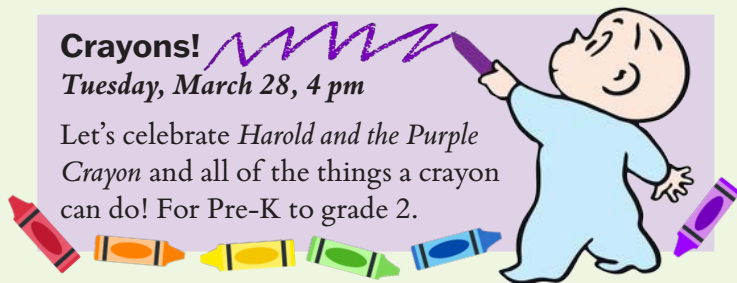 Crayons!
Tuesday, March 28, 4 pm
Let’s celebrate Harold and the Purple
Crayon and all of the things a crayon
can do! For Pre-K to grade 2.